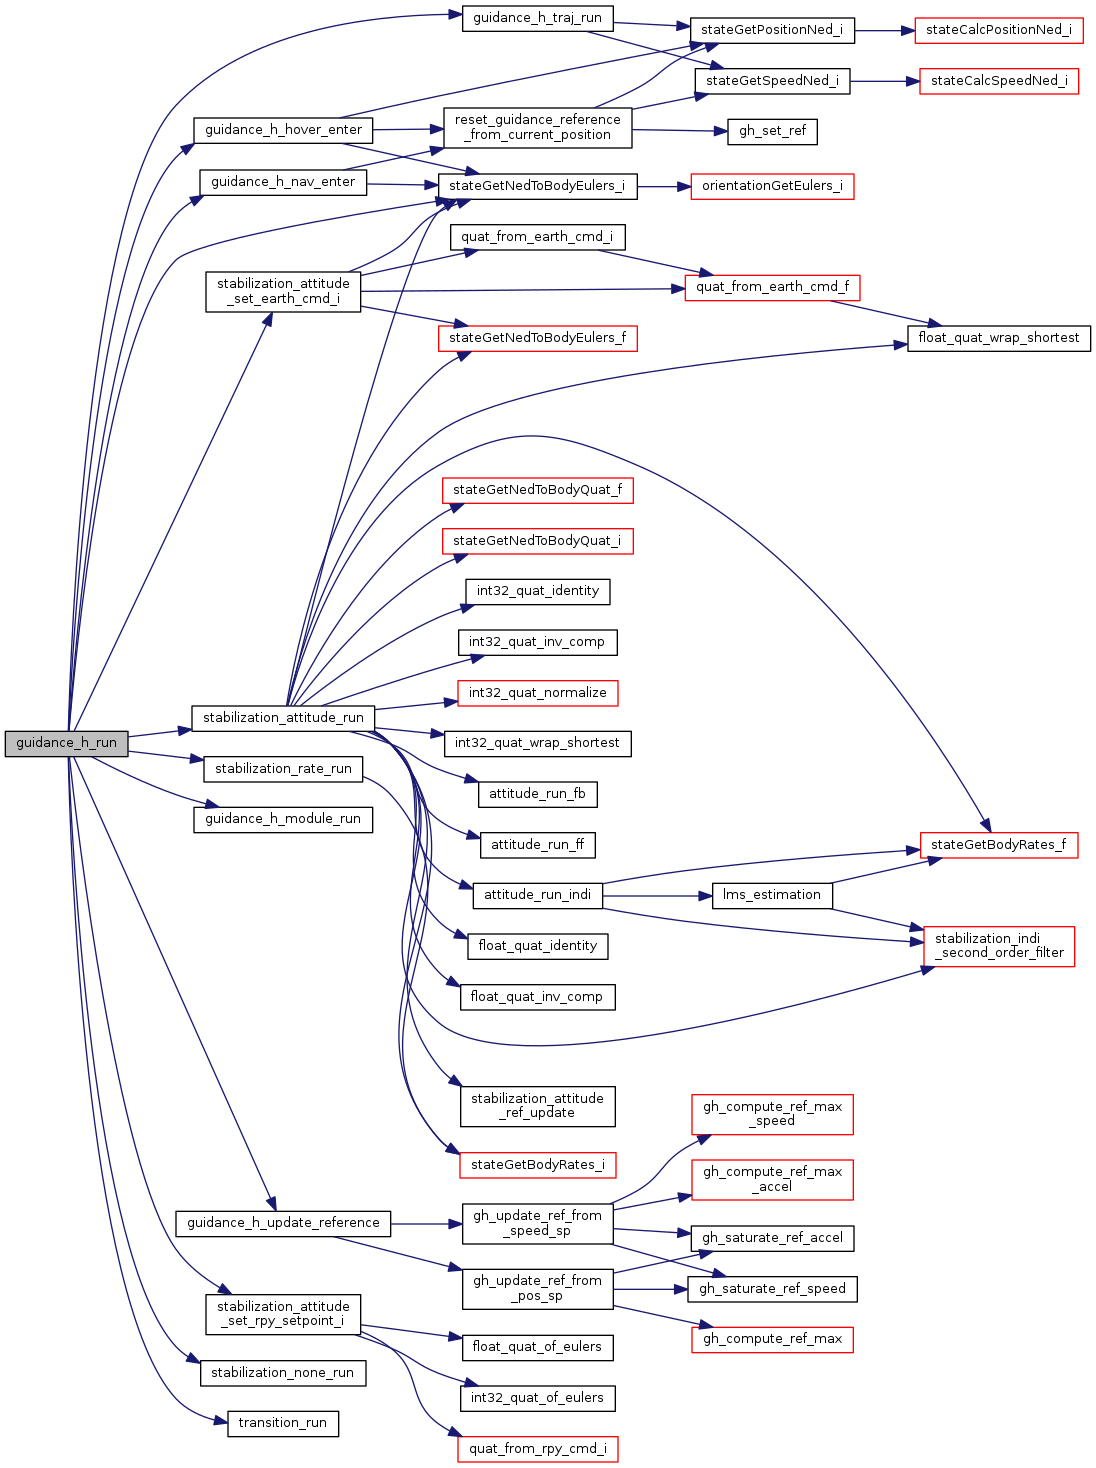 guidance_h_traj_run
stateGetPositionNed_i
stateCalcPositionNed_i
stateGetSpeedNed_i
stateCalcSpeedNed_i
guidance_h_hover_enter
reset_guidance_reference
_from_current_position
gh_set_ref
guidance_h_nav_enter
stateGetNedToBodyEulers_i
orientationGetEulers_i
quat_from_earth_cmd_i
stabilization_attitude
_set_earth_cmd_i
quat_from_earth_cmd_f
stateGetNedToBodyEulers_f
float_quat_wrap_shortest
stateGetNedToBodyQuat_f
stateGetNedToBodyQuat_i
int32_quat_identity
int32_quat_inv_comp
int32_quat_normalize
stabilization_attitude_run
guidance_h_run
int32_quat_wrap_shortest
stabilization_rate_run
attitude_run_fb
guidance_h_module_run
attitude_run_ff
stateGetBodyRates_f
attitude_run_indi
lms_estimation
float_quat_identity
stabilization_indi
_second_order_filter
float_quat_inv_comp
stabilization_attitude
_ref_update
gh_compute_ref_max
_speed
stateGetBodyRates_i
gh_compute_ref_max
_accel
guidance_h_update_reference
gh_update_ref_from
_speed_sp
gh_saturate_ref_accel
gh_update_ref_from
_pos_sp
gh_saturate_ref_speed
stabilization_attitude
_set_rpy_setpoint_i
gh_compute_ref_max
float_quat_of_eulers
stabilization_none_run
int32_quat_of_eulers
transition_run
quat_from_rpy_cmd_i